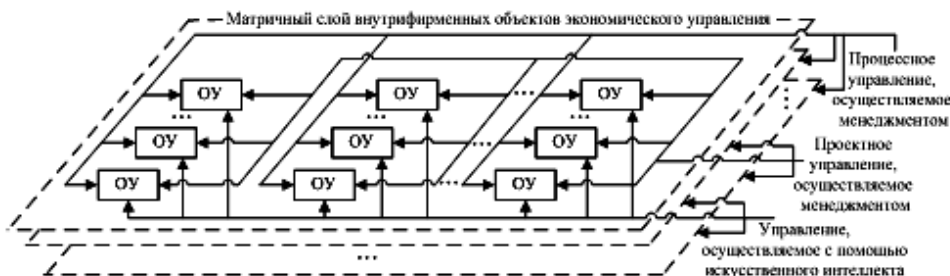 Матричный слой внутрифирменных объектов экономического управления
Процессное
управление,
осуществляемое
менеджментом
ОУ ОУ ... ОУ
... ... ...
ОУ ОУ ... ОУ
ОУ ОУ ... ОУ
Проектное
управление,
осуществляемое
менеджментом
Управление,
осуществляемое с помощью
искусственного интеллекта
...